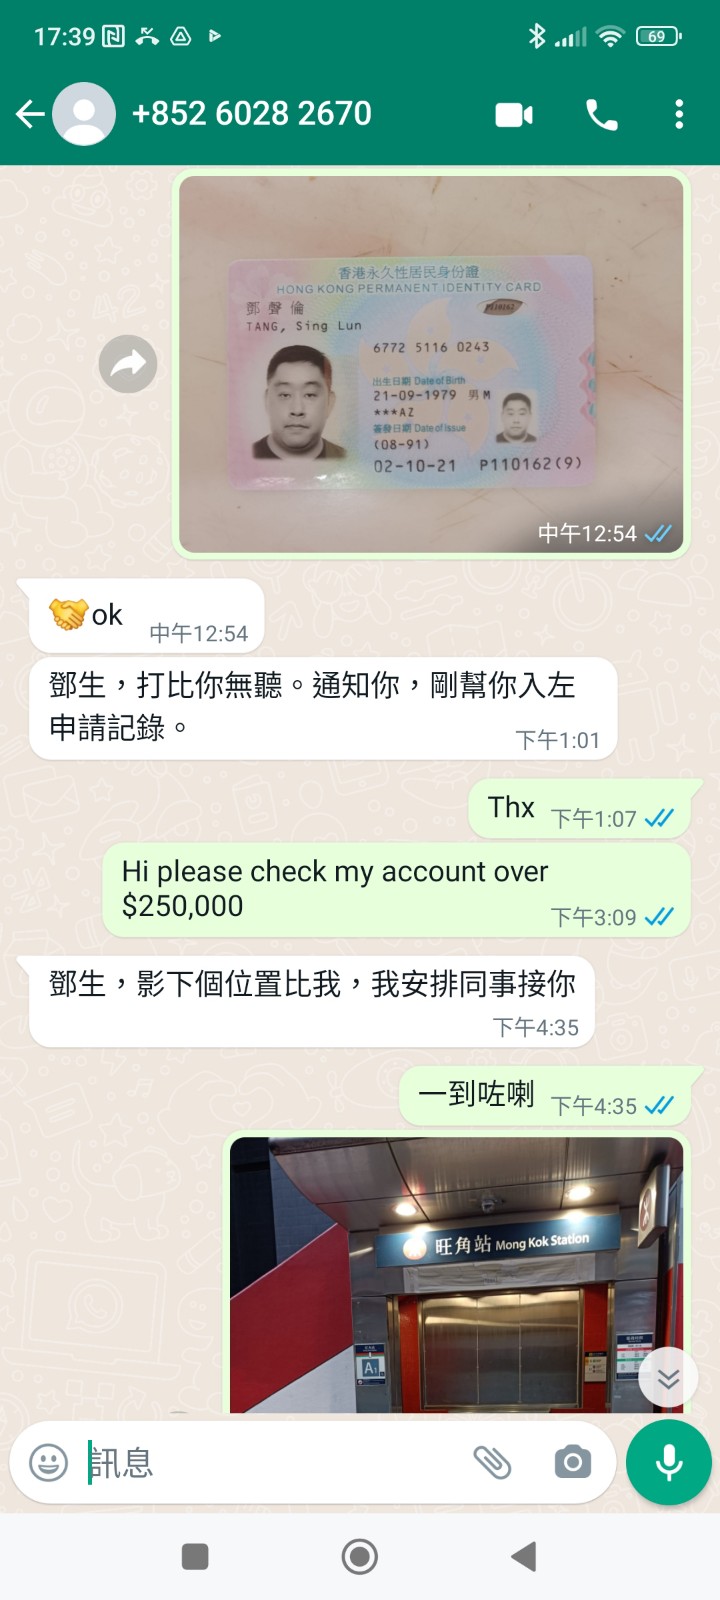 17:39
69
+852 6028 2670
香港永久性居民身份證
HONG KONG PERMANENT IDENTITY CARD
鄧聲倫
TANG, Sing Lun
P110162
6772 5116 0243
出生日期 Date of Birth
21-09-1979 男 M
***AZ
簽發日期 Date of Issue
(08-91)
02-10-21 P110162(9)
中午12:54
🤝ok
中午12:54
鄧生，打比你無聽。通知你，剛幫你入左
申請記錄。
下午1:01
Thx
下午1:07
Hi please check my account over
$250,000
下午3:09
鄧生，影下個位置比我，我安排同事接你
下午4:35
一到咗喇
下午4:35
旺角站 Mong Kok Station
A1
訊息